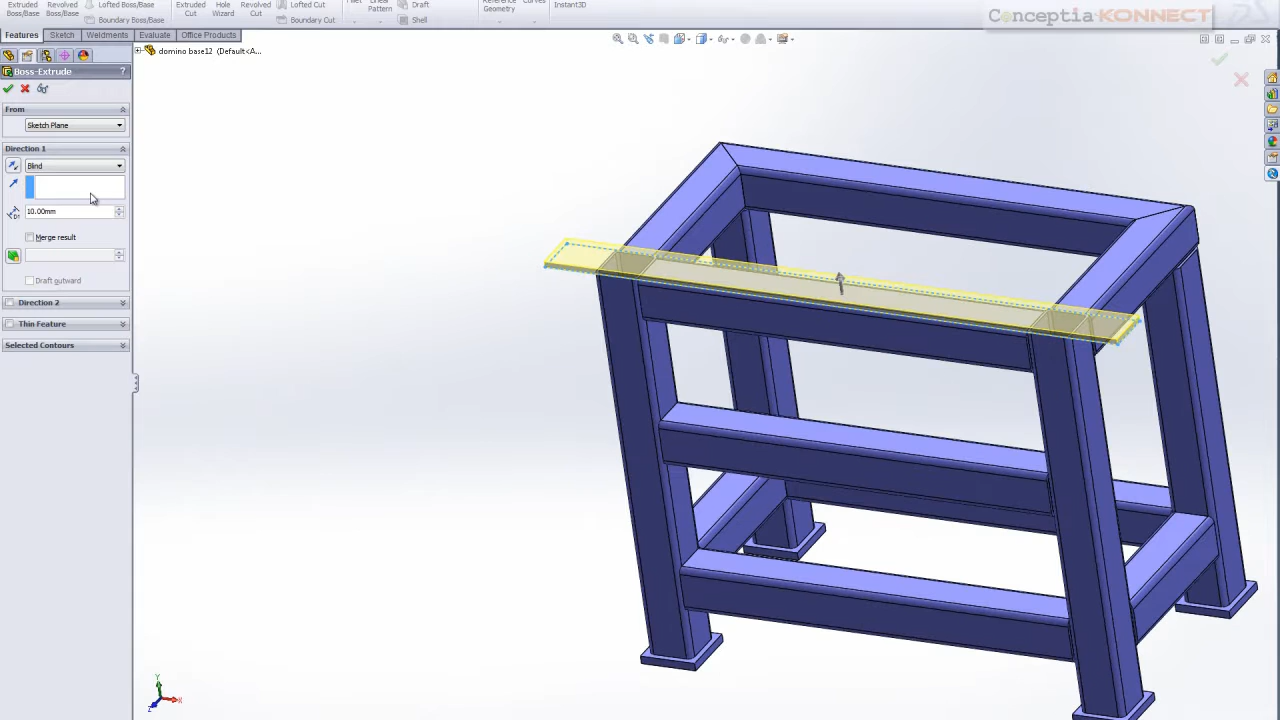 Extruded Boss/Base
Revolved Boss/Base
Lofted Boss/Base
Boundary Boss/Base
Extruded Cut
Hole Wizard
Revolved Cut
Lofted Cut
Boundary Cut
Linear Pattern
Draft
Shell
Reference Geometry
Curves
Instant3D
Conceptia KONNECT
Features
Sketch
Weldments
Evaluate
Office Products
domino base12 (Default<A...
Boss-Extrude
?
From
Sketch Plane
Direction 1
Blind
10.00mm
Merge result
Draft outward
Direction 2
Thin Feature
Selected Contours
Y
X
Z